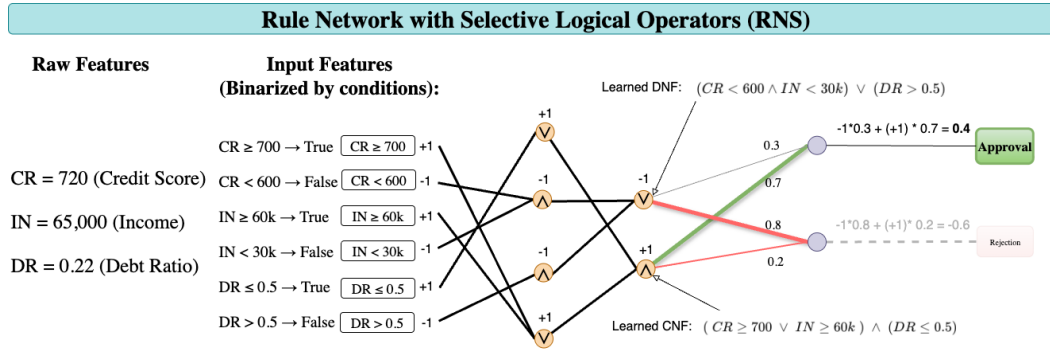 Rule Network with Selective Logical Operators (RNS)
Raw Features
CR = 720 (Credit Score)
IN = 65,000 (Income)
DR = 0.22 (Debt Ratio)
Input Features
(Binarized by conditions):
CR ≥ 700 → True CR ≥ 700 +1
CR < 600 → False CR < 600 -1
IN ≥ 60k → True IN ≥ 60k +1
IN < 30k → False IN < 30k -1
DR ≤ 0.5 → True DR ≤ 0.5 +1
DR > 0.5 → False DR > 0.5 -1
+1
∨
-1
∧
-1
∧
+1
∨
Learned DNF: (CR < 600 ∧ IN < 30k) ∨ (DR > 0.5)
-1
∨
+1
∧
Learned CNF: (CR ≥ 700 ∨ IN ≥ 60k) ∧ (DR ≤ 0.5)
0.3
0.7
0.8
0.2
-1*0.3 + (+1) * 0.7 = 0.4
Approval
-1*0.8 + (+1)* 0.2 = -0.6
Rejection